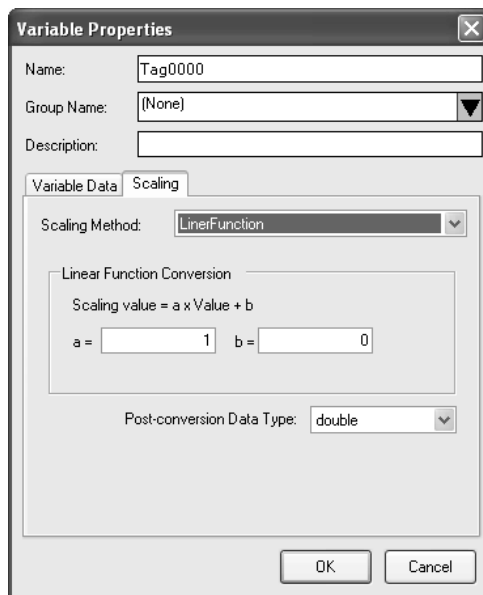 Variable Properties
Name: Tag0000
Group Name: (None)
Description:
Variable Data Scaling
Scaling Method: LinerFunction
Linear Function Conversion
Scaling value = a x Value + b
a = 1 b = 0
Post-conversion Data Type: double
OK Cancel